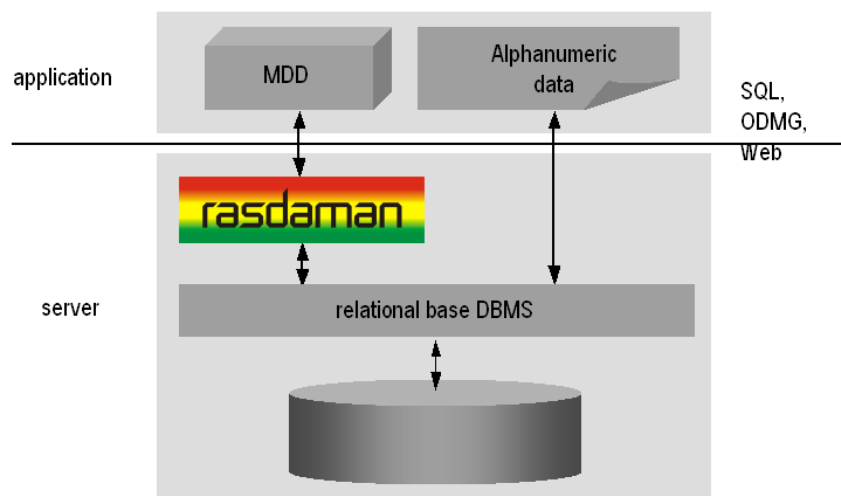 application
MDD
Alphanumeric
data
SQL,
ODMG,
Web
rasdaman
server
relational base DBMS